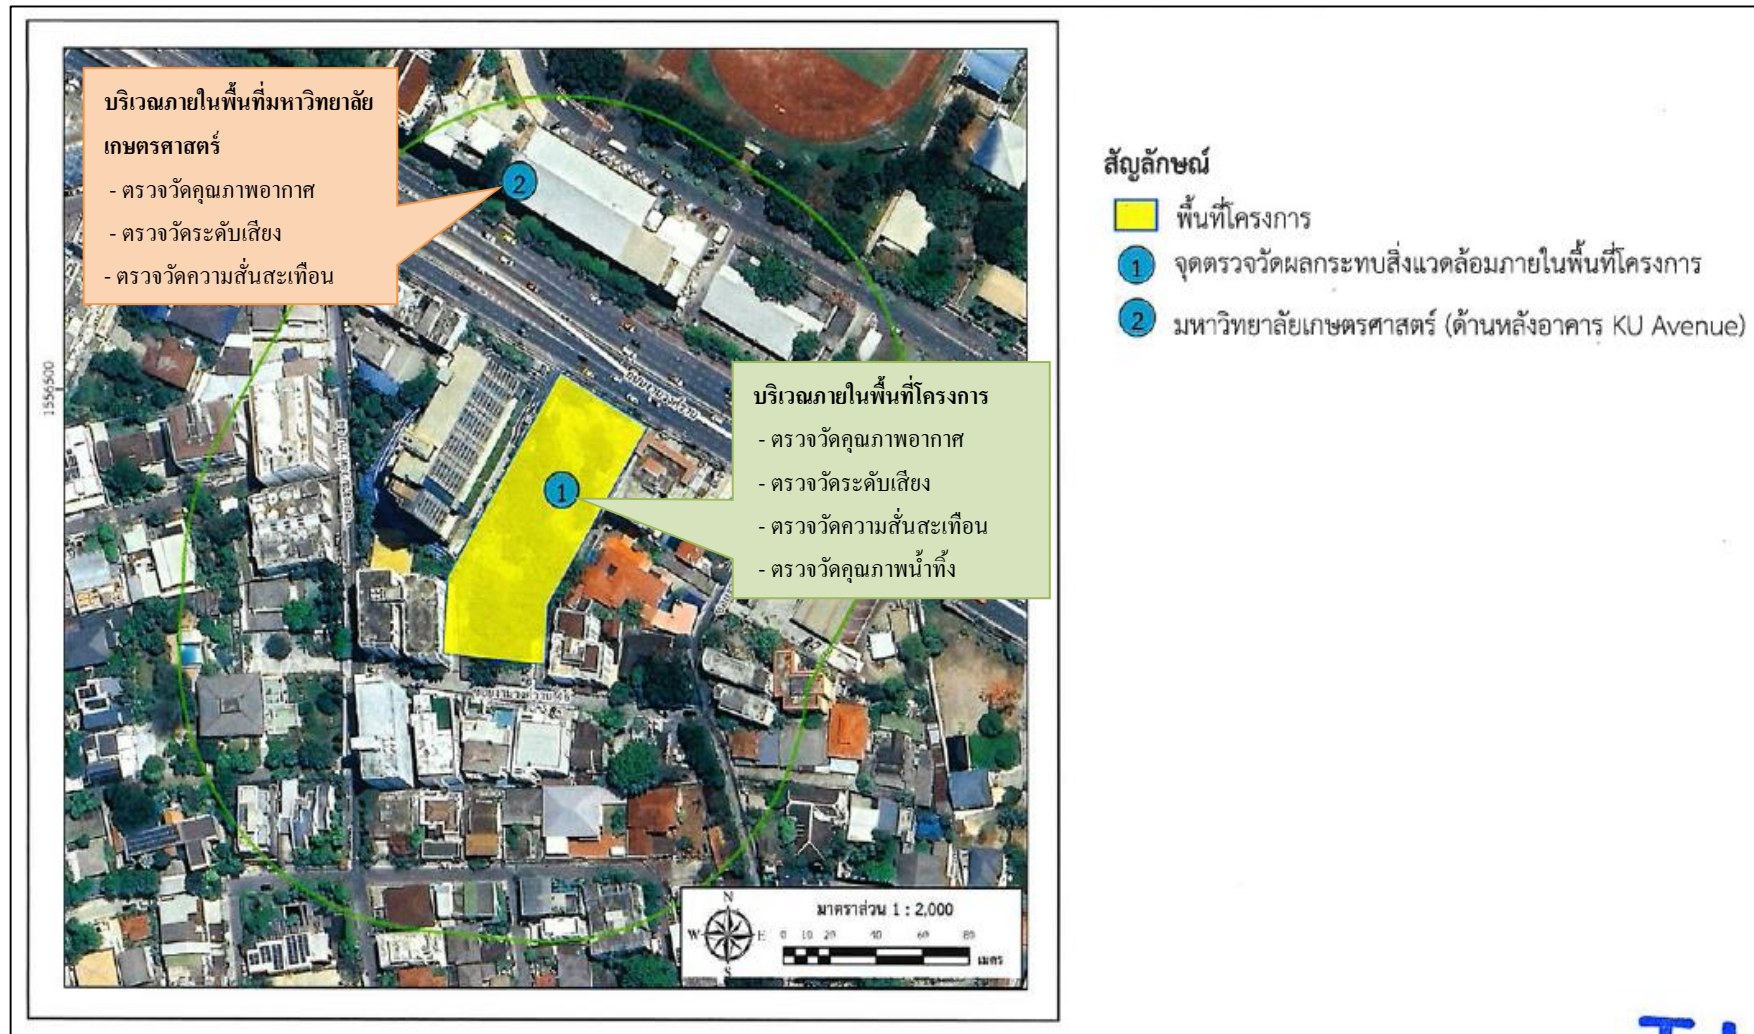 บริเวณภายในพื้นที่มหาวิทยาลัย
เกษตรศาสตร์
- ตรวจวัดคุณภาพอากาศ
- ตรวจวัดระดับเสียง
- ตรวจวัดความสั่นสะเทือน
2
1556500
ถนนงามวงศ์วาน
บริเวณภายในพื้นที่โครงการ
- ตรวจวัดคุณภาพอากาศ
- ตรวจวัดระดับเสียง
- ตรวจวัดความสั่นสะเทือน
- ตรวจวัดคุณภาพน้ำทิ้ง
1
N
W E
S
มาตราส่วน 1 : 2,000
0 10 20 40 60 80
เมตร
สัญลักษณ์
พื้นที่โครงการ
1 จุดตรวจวัดผลกระทบสิ่งแวดล้อมภายในพื้นที่โครงการ
2 มหาวิทยาลัยเกษตรศาสตร์ (ด้านหลังอาคาร KU Avenue)